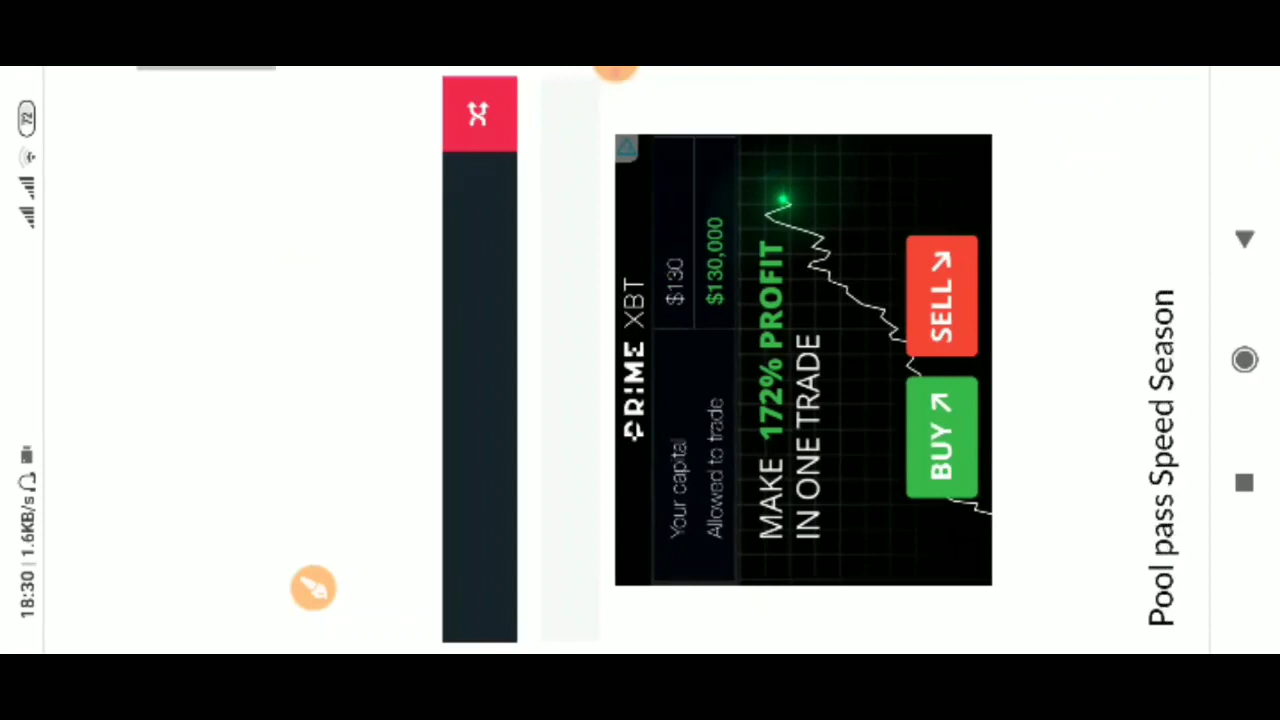 18:30 | 1.6KB/s
72
PRIME XBT
Your capital $130
Allowed to trade $130,000
MAKE 172% PROFIT
IN ONE TRADE
BUY SELL
Pool pass Speed Season